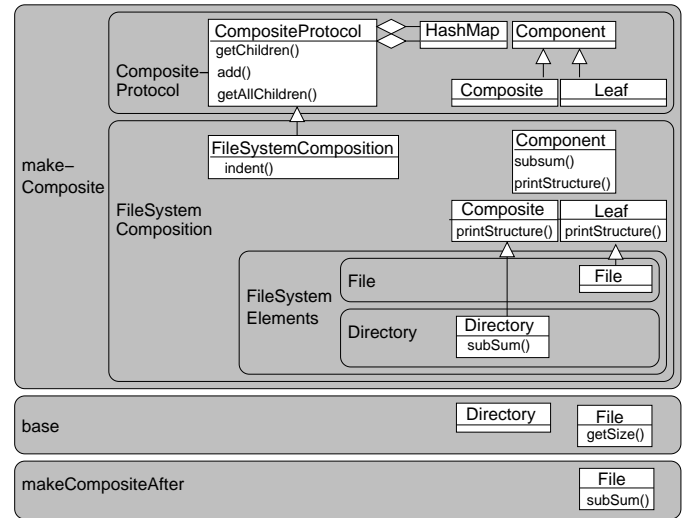 CompositeProtocol
getChildren()
add()
getAllChildren()
HashMap
Component
Composite–
Protocol
Composite
Leaf
FileSystemComposition
indent()
Component
subsum()
printStructure()
make–
Composite
FileSystem
Composition
Composite
printStructure()
Leaf
printStructure()
FileSystem
Elements
File
File
Directory
Directory
subSum()
base
Directory
File
getSize()
makeCompositeAfter
File
subSum()